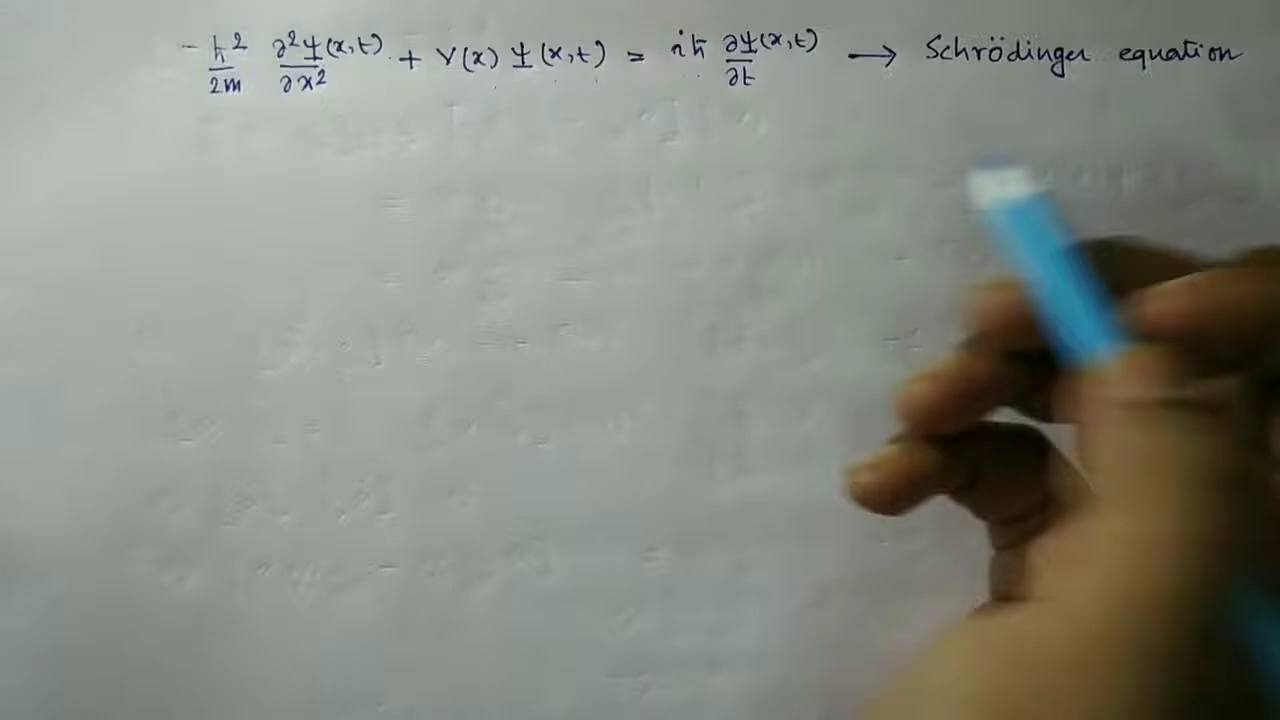 -ħ²/2m ∂²Ψ(x,t)/∂x² + V(x) Ψ(x,t) = iħ ∂Ψ(x,t)/∂t → Schrödinger equation